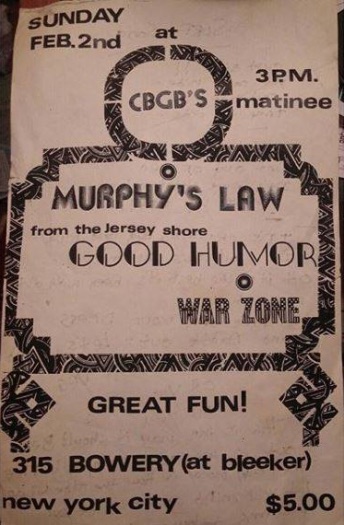 SUNDAY
FEB. 2nd
at
CBGB'S
3P.M.
matinee
MURPHY'S LAW
from the Jersey shore
GOOD HUMOR
WAR ZONE
GREAT FUN!
315 BOWERY (at bleeker)
new york city
$5.00